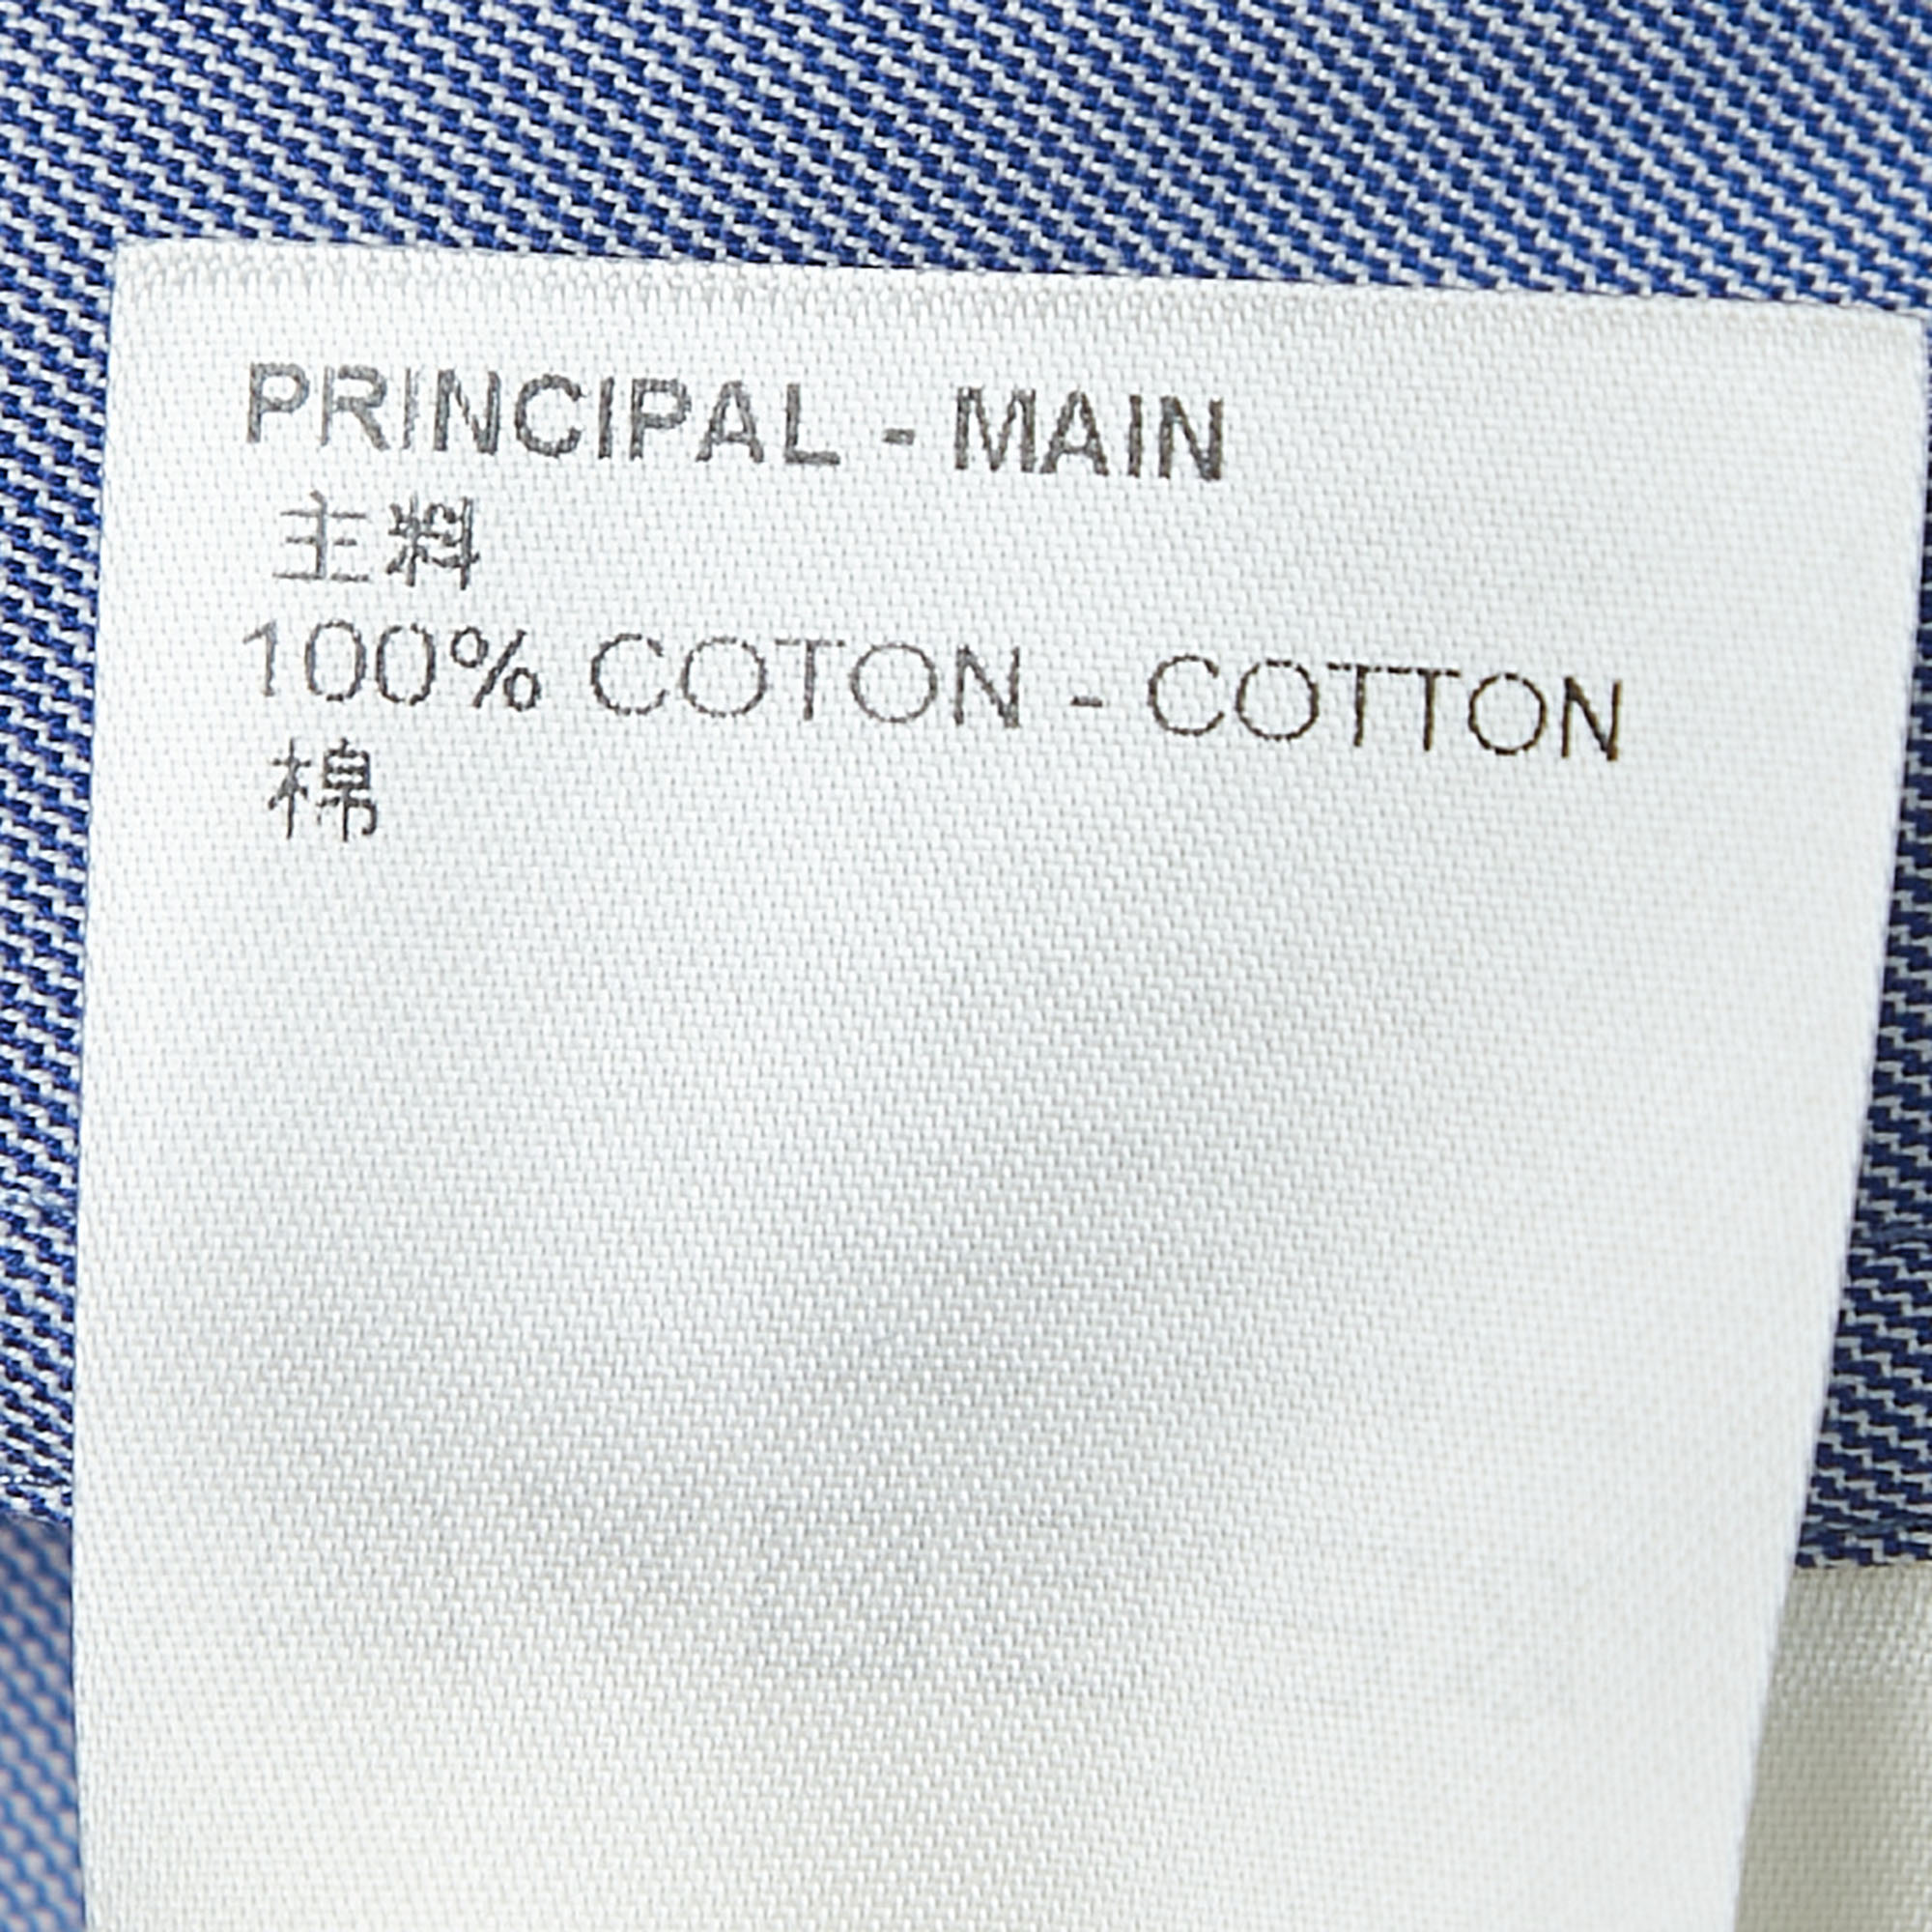 PRINCIPAL - MAIN
主料
100% COTON - COTTON
棉